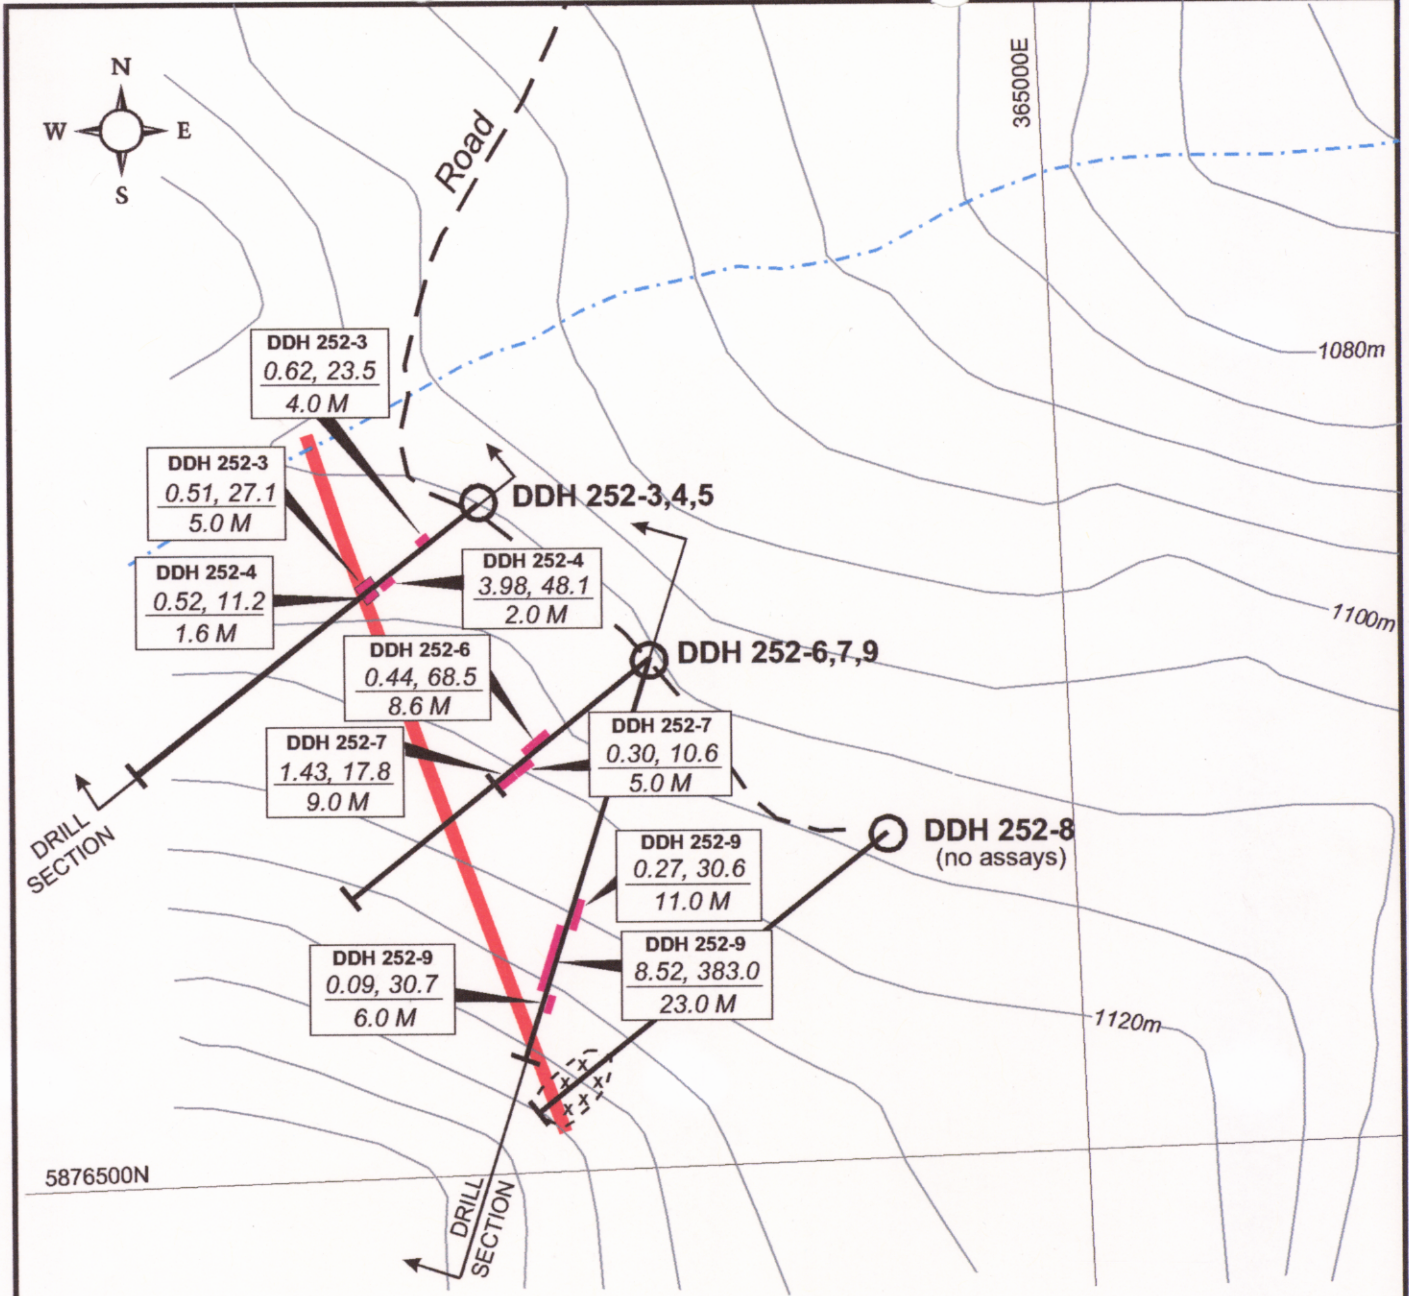 N
W E
S
Road
365000E
1080m
DDH 252-3
0.62, 23.5
4.0 M
DDH 252-3
0.51, 27.1
5.0 M
DDH 252-3,4,5
DDH 252-4
0.52, 11.2
1.6 M
DDH 252-4
3.98, 48.1
2.0 M
1100m
DDH 252-6
0.44, 68.5
8.6 M
DDH 252-6,7,9
DDH 252-7
1.43, 17.8
9.0 M
DDH 252-7
0.30, 10.6
5.0 M
DRILL
SECTION
DDH 252-8
(no assays)
DDH 252-9
0.27, 30.6
11.0 M
DDH 252-9
8.52, 383.0
23.0 M
DDH 252-9
0.09, 30.7
6.0 M
1120m
x
x x
x
x
5876500N
DRILL
SECTION